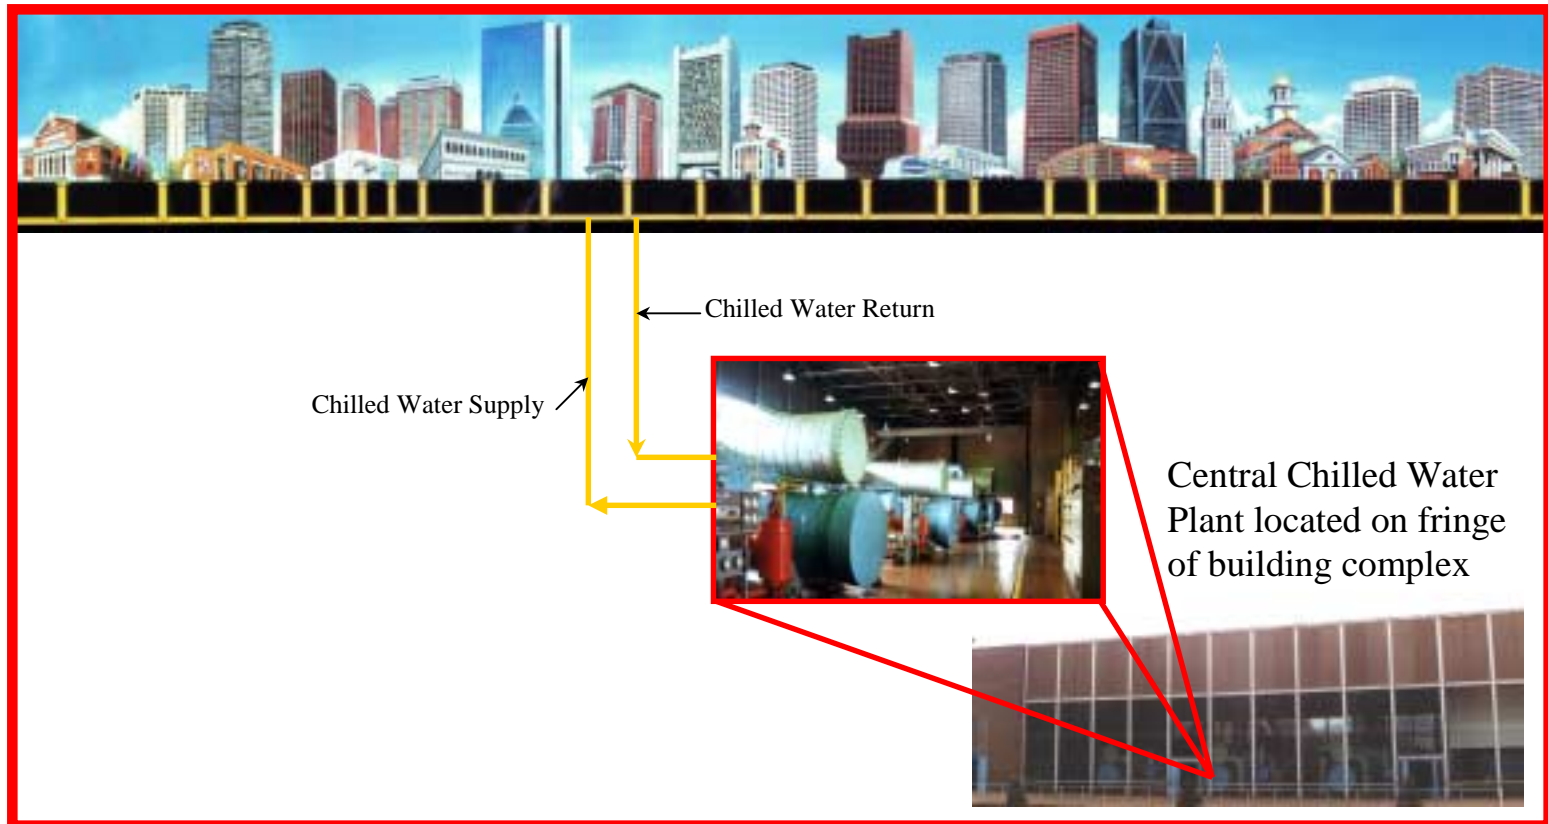 Chilled Water Return
Chilled Water Supply
Central Chilled Water
Plant located on fringe
of building complex